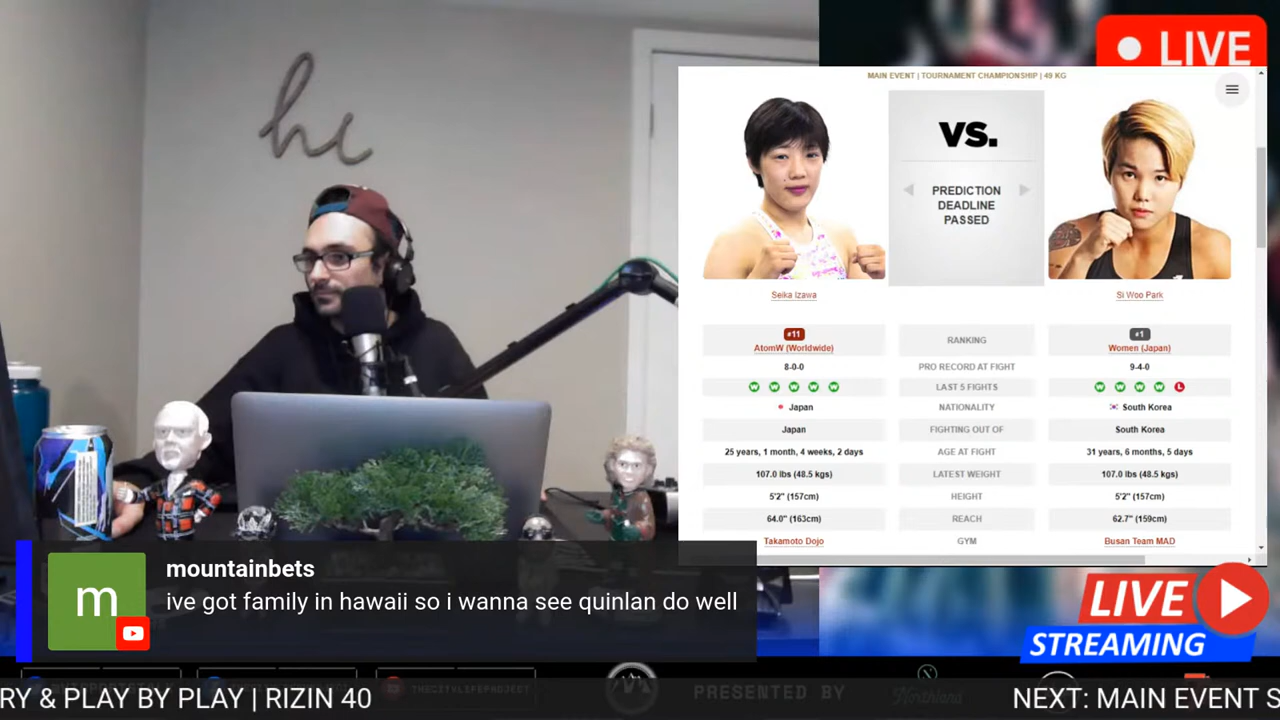 hi
LIVE
MAIN EVENT | TOURNAMENT CHAMPIONSHIP | 49 KG
VS.
PREDICTION
DEADLINE
PASSED
Seika Izawa
Si Woo Park
#11
AtomW (Worldwide)
RANKING
#1
Women (Japan)
8-0-0
PRO RECORD AT FIGHT
9-4-0
W W W W W
LAST 5 FIGHTS
W W W W L
Japan
NATIONALITY
South Korea
Japan
FIGHTING OUT OF
South Korea
25 years, 1 month, 4 weeks, 2 days
AGE AT FIGHT
31 years, 6 months, 5 days
107.0 lbs (48.5 kgs)
LATEST WEIGHT
107.0 lbs (48.5 kgs)
5'2" (157cm)
HEIGHT
5'2" (157cm)
64.0" (163cm)
REACH
62.7" (159cm)
Takamoto Dojo
GYM
Busan Team MAD
m
mountainbets
ive got family in hawaii so i wanna see quinlan do well
LIVE
STREAMING
THECITYLIFEPROJECT
PRESENTED BY
Northland
RY & PLAY BY PLAY | RIZIN 40
NEXT: MAIN EVENT S